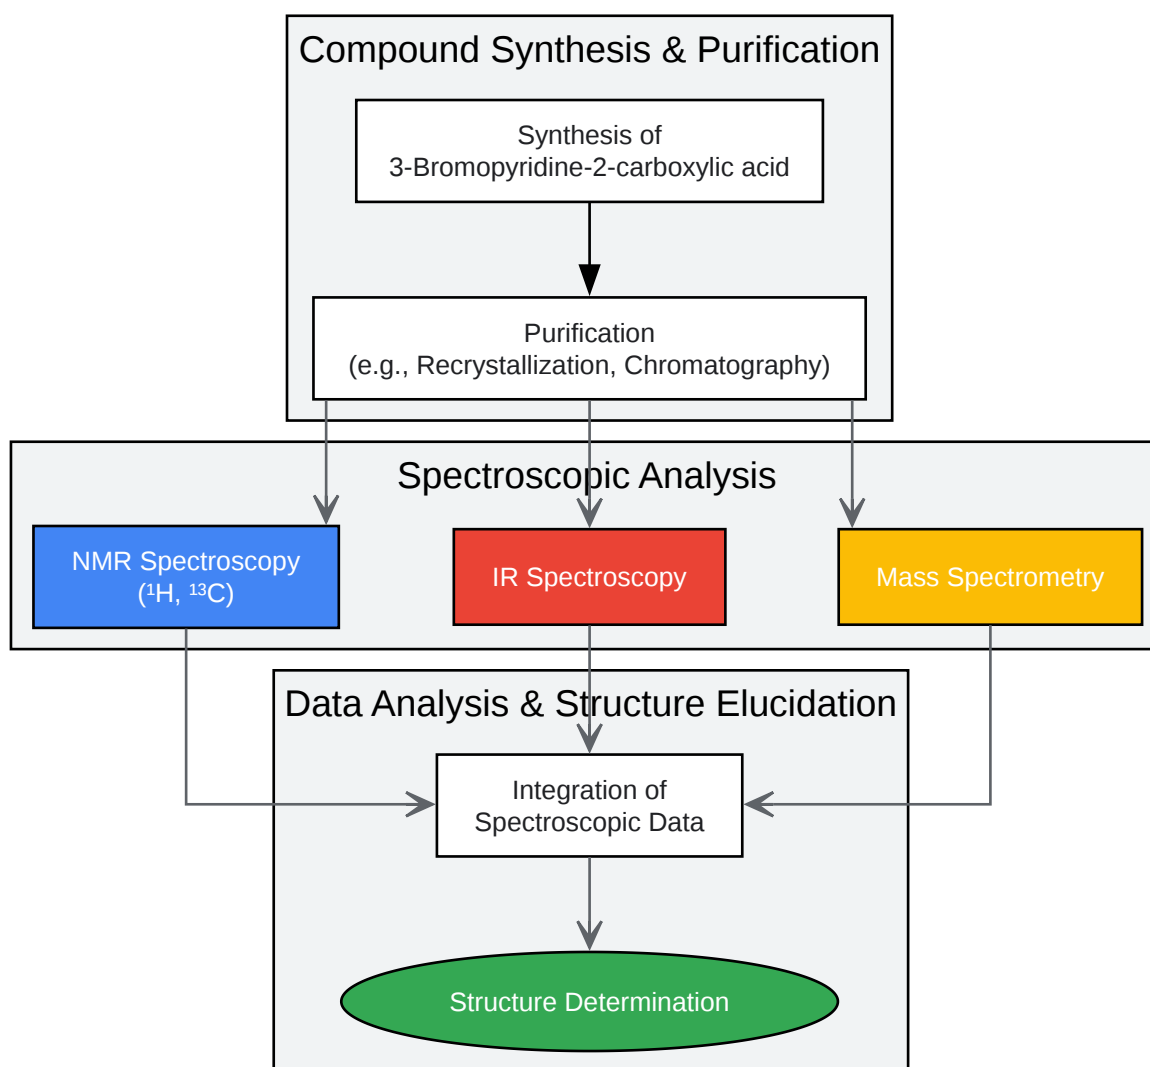 Compound Synthesis & Purification
Synthesis of
3-Bromopyridine-2-carboxylic acid
Purification
(e.g., Recrystallization, Chromatography)
Spectroscopic Analysis
NMR Spectroscopy
(¹H, ¹³C)
IR Spectroscopy
Mass Spectrometry
Data Analysis & Structure Elucidation
Integration of
Spectroscopic Data
Structure Determination